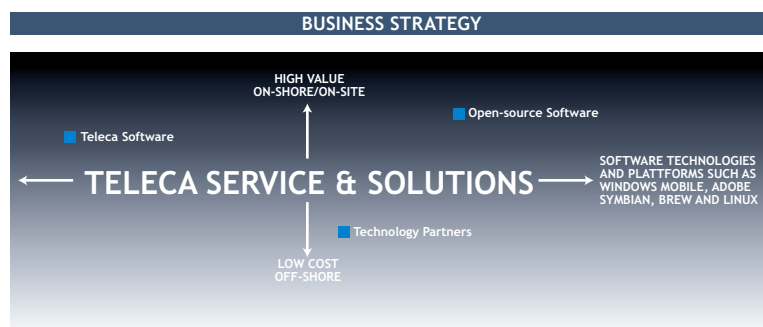 BUSINESS STRATEGY
HIGH VALUE
ON-SHORE/ON-SITE
Open-source Software
Teleca Software
TELECA SERVICE & SOLUTIONS
SOFTWARE TECHNOLOGIES
AND PLATTFORMS SUCH AS
WINDOWS MOBILE, ADOBE
SYMBIAN, BREW AND LINUX
Technology Partners
LOW COST
OFF-SHORE